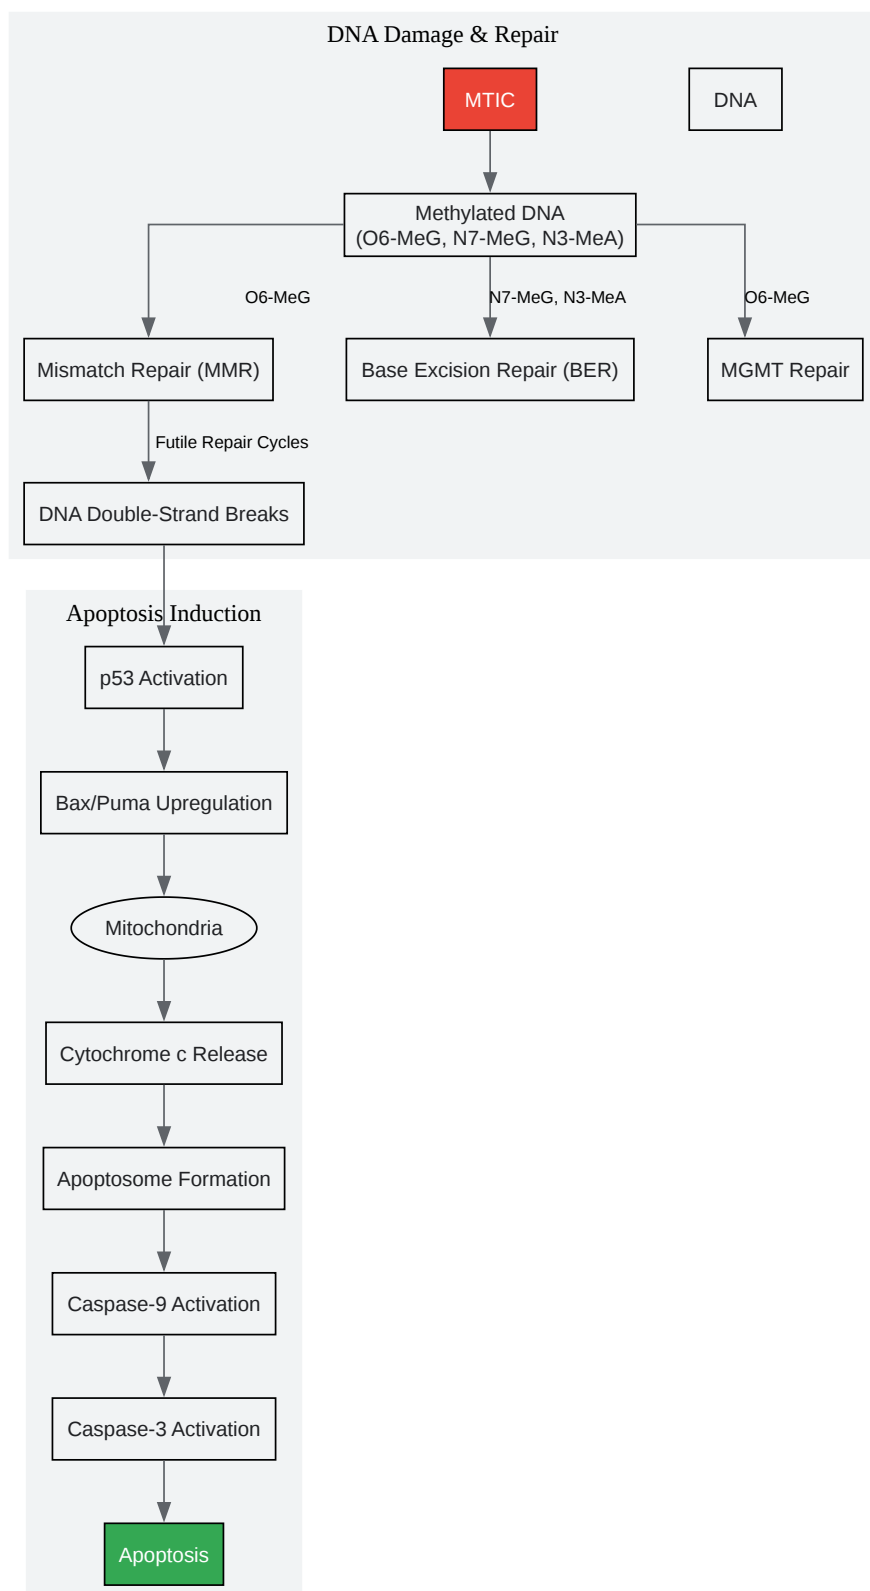 DNA Damage & Repair
MTIC
DNA
Methylated DNA
(O6-MeG, N7-MeG, N3-MeA)
O6-MeG
N7-MeG, N3-MeA
O6-MeG
Mismatch Repair (MMR)
Base Excision Repair (BER)
MGMT Repair
Futile Repair Cycles
DNA Double-Strand Breaks
Apoptosis Induction
p53 Activation
Bax/Puma Upregulation
Mitochondria
Cytochrome c Release
Apoptosome Formation
Caspase-9 Activation
Caspase-3 Activation
Apoptosis